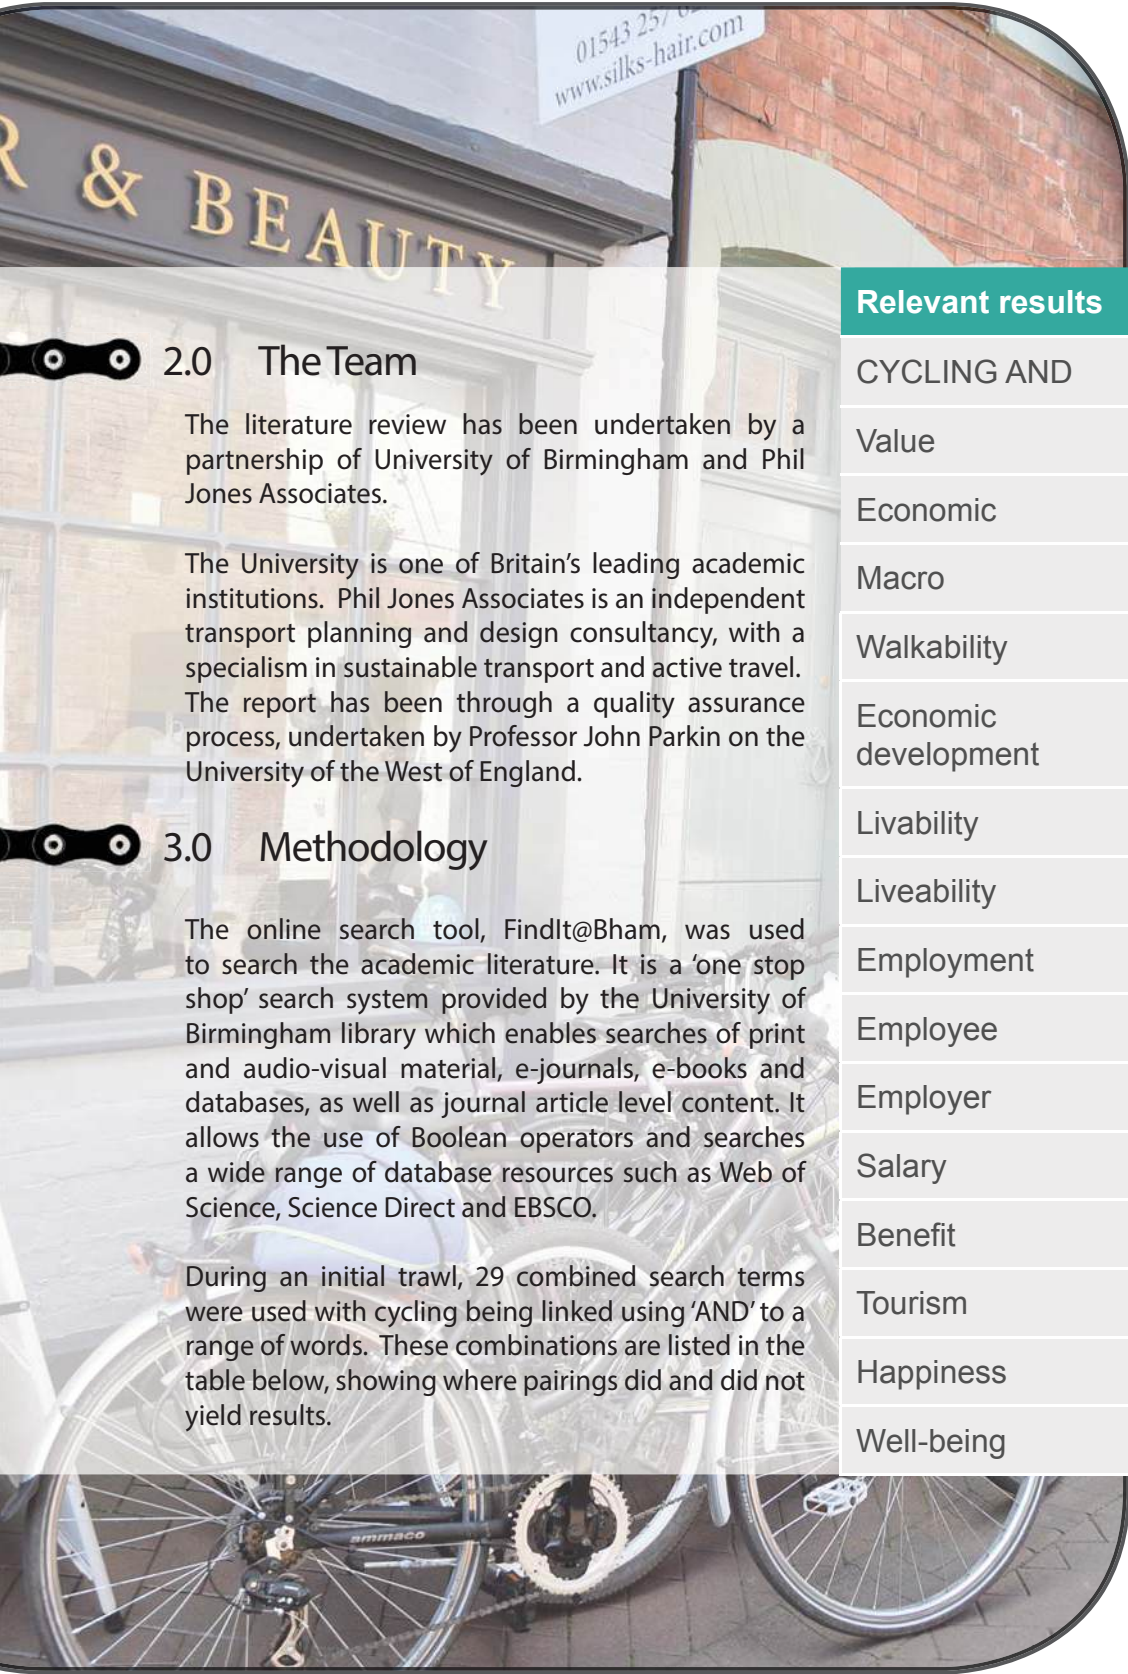 01543 257
www.silks-hair.com
R & BEAUTY
2.0 The Team
The literature review has been undertaken by a
partnership of University of Birmingham and Phil
Jones Associates.
The University is one of Britain's leading academic
institutions. Phil Jones Associates is an independent
transport planning and design consultancy, with a
specialism in sustainable transport and active travel.
The report has been through a quality assurance
process, undertaken by Professor John Parkin on the
University of the West of England.
3.0 Methodology
The online search tool, FindIt@Bham, was used
to search the academic literature. It is a 'one stop
shop' search system provided by the University of
Birmingham library which enables searches of print
and audio-visual material, e-journals, e-books and
databases, as well as journal article level content. It
allows the use of Boolean operators and searches
a wide range of database resources such as Web of
Science, Science Direct and EBSCO.
During an initial trawl, 29 combined search terms
were used with cycling being linked using 'AND' to a
range of words. These combinations are listed in the
table below, showing where pairings did and did not
yield results.
Relevant results
CYCLING AND
Value
Economic
Macro
Walkability
Economic
development
Livability
Liveability
Employment
Employee
Employer
Salary
Benefit
Tourism
Happiness
Well-being
ammaco